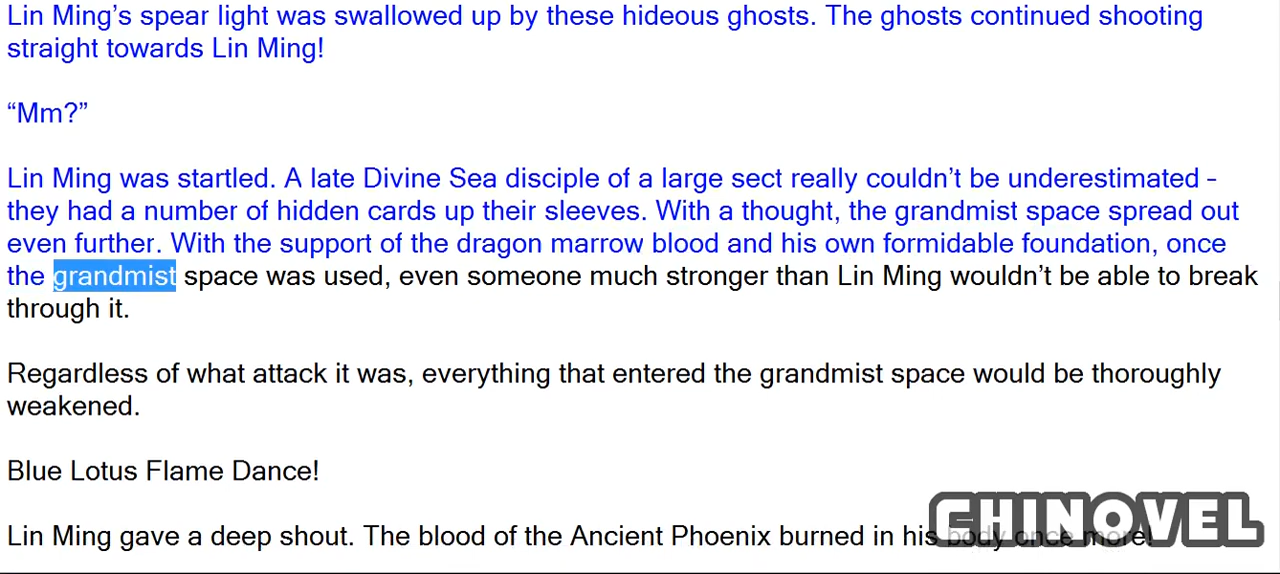 Lin Ming’s spear light was swallowed up by these hideous ghosts. The ghosts continued shooting
straight towards Lin Ming!
“Mm?”
Lin Ming was startled. A late Divine Sea disciple of a large sect really couldn’t be underestimated –
they had a number of hidden cards up their sleeves. With a thought, the grandmist space spread out
even further. With the support of the dragon marrow blood and his own formidable foundation, once
the grandmist space was used, even someone much stronger than Lin Ming wouldn’t be able to break
through it.
Regardless of what attack it was, everything that entered the grandmist space would be thoroughly
weakened.
Blue Lotus Flame Dance!
Lin Ming gave a deep shout. The blood of the Ancient Phoenix burned in his body once more!
CHINOVEL